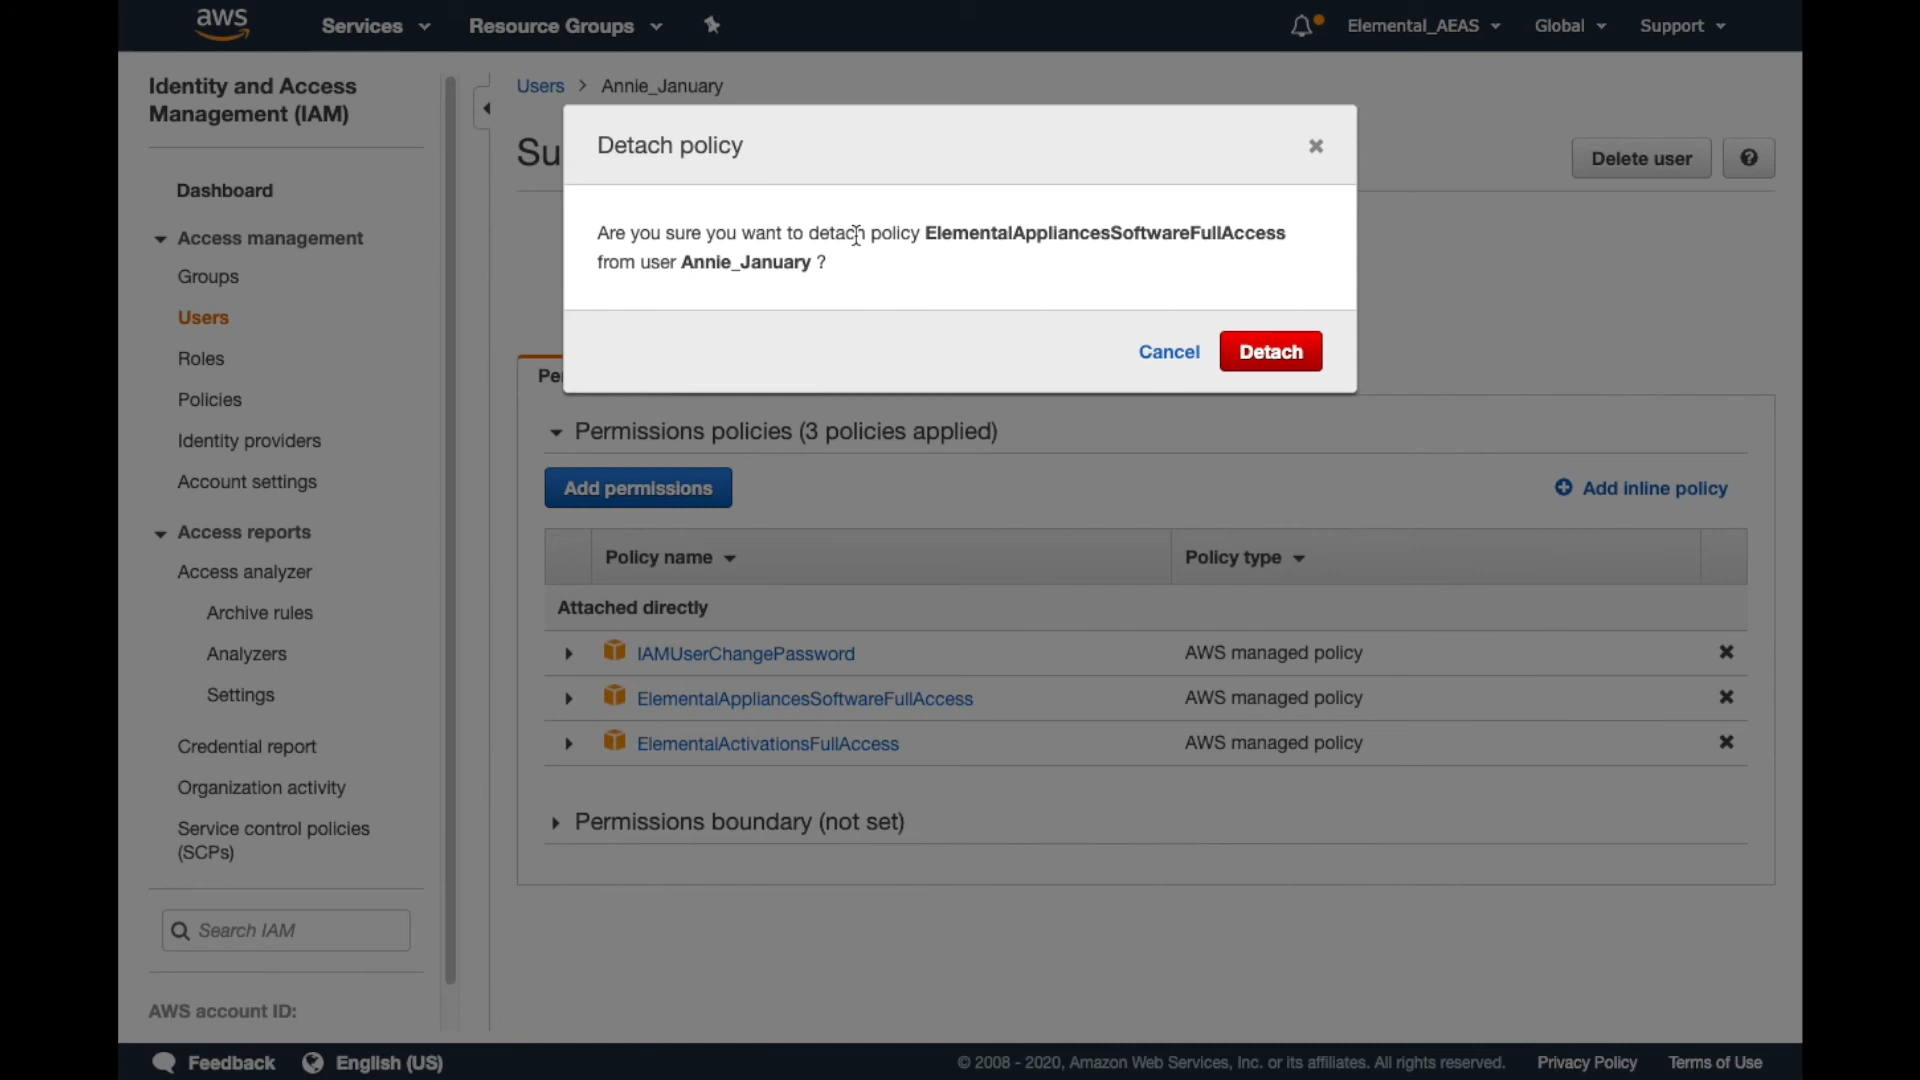 aws
Services
Resource Groups
Elemental_AEAS
Global
Support
Identity and Access
Management (IAM)
Dashboard
Access management
Groups
Users
Roles
Policies
Identity providers
Account settings
Access reports
Access analyzer
Archive rules
Analyzers
Settings
Credential report
Organization activity
Service control policies
(SCPs)
Search IAM
AWS account ID:
Users > Annie_January
Su
Delete user
?
Detach policy
Are you sure you want to detach policy ElementalAppliancesSoftwareFullAccess
from user Annie_January ?
Cancel
Detach
Pe
Permissions policies (3 policies applied)
Add permissions
Add inline policy
Policy name
Policy type
Attached directly
IAMUserChangePassword
AWS managed policy
ElementalAppliancesSoftwareFullAccess
AWS managed policy
ElementalActivationsFullAccess
AWS managed policy
Permissions boundary (not set)
Feedback
English (US)
© 2008 - 2020, Amazon Web Services, Inc. or its affiliates. All rights reserved.
Privacy Policy
Terms of Use